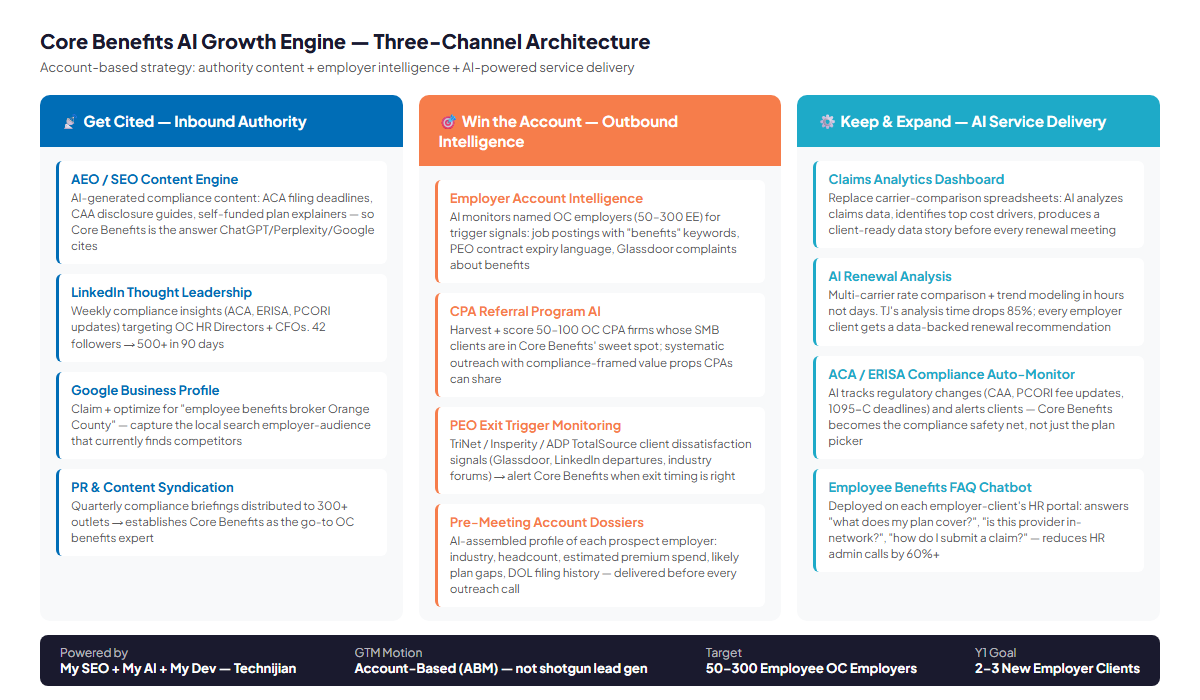 Core Benefits AI Growth Engine — Three-Channel Architecture
Account-based strategy: authority content + employer intelligence + AI-powered service delivery
Get Cited — Inbound Authority
AEO / SEO Content Engine
AI-generated compliance content: ACA filing deadlines,
CAA disclosure guides, self-funded plan explainers — so
Core Benefits is the answer ChatGPT/Perplexity/Google
cites
LinkedIn Thought Leadership
Weekly compliance insights (ACA, ERISA, PCORI
updates) targeting OC HR Directors + CFOs. 42
followers → 500+ in 90 days
Google Business Profile
Claim + optimize for "employee benefits broker Orange
County" — capture the local search employer-audience
that currently finds competitors
PR & Content Syndication
Quarterly compliance briefings distributed to 300+
outlets → establishes Core Benefits as the go-to OC
benefits expert
Win the Account — Outbound
Intelligence
Employer Account Intelligence
AI monitors named OC employers (50–300 EE) for
trigger signals: job postings with "benefits" keywords,
PEO contract expiry language, Glassdoor complaints
about benefits
CPA Referral Program AI
Harvest + score 50–100 OC CPA firms whose SMB
clients are in Core Benefits' sweet spot; systematic
outreach with compliance-framed value props CPAs
can share
PEO Exit Trigger Monitoring
TriNet / Insperity / ADP TotalSource client dissatisfaction
signals (Glassdoor, LinkedIn departures, industry
forums) → alert Core Benefits when exit timing is right
Pre-Meeting Account Dossiers
AI-assembled profile of each prospect employer:
industry, headcount, estimated premium spend, likely
plan gaps, DOL filing history — delivered before every
outreach call
Keep & Expand — AI Service Delivery
Claims Analytics Dashboard
Replace carrier-comparison spreadsheets: AI analyzes
claims data, identifies top cost drivers, produces a
client-ready data story before every renewal meeting
AI Renewal Analysis
Multi-carrier rate comparison + trend modeling in hours
not days. TJ's analysis time drops 85%; every employer
client gets a data-backed renewal recommendation
ACA / ERISA Compliance Auto-Monitor
AI tracks regulatory changes (CAA, PCORI fee updates,
1095-C deadlines) and alerts clients — Core Benefits
becomes the compliance safety net, not just the plan
picker
Employee Benefits FAQ Chatbot
Deployed on each employer-client's HR portal: answers
"what does my plan cover?", "is this provider in-
network?", "how do I submit a claim?" — reduces HR
admin calls by 60%+
Powered by
My SEO + My AI + My Dev — Technijian
GTM Motion
Account-Based (ABM) — not shotgun lead gen
Target
50–300 Employee OC Employers
Y1 Goal
2–3 New Employer Clients